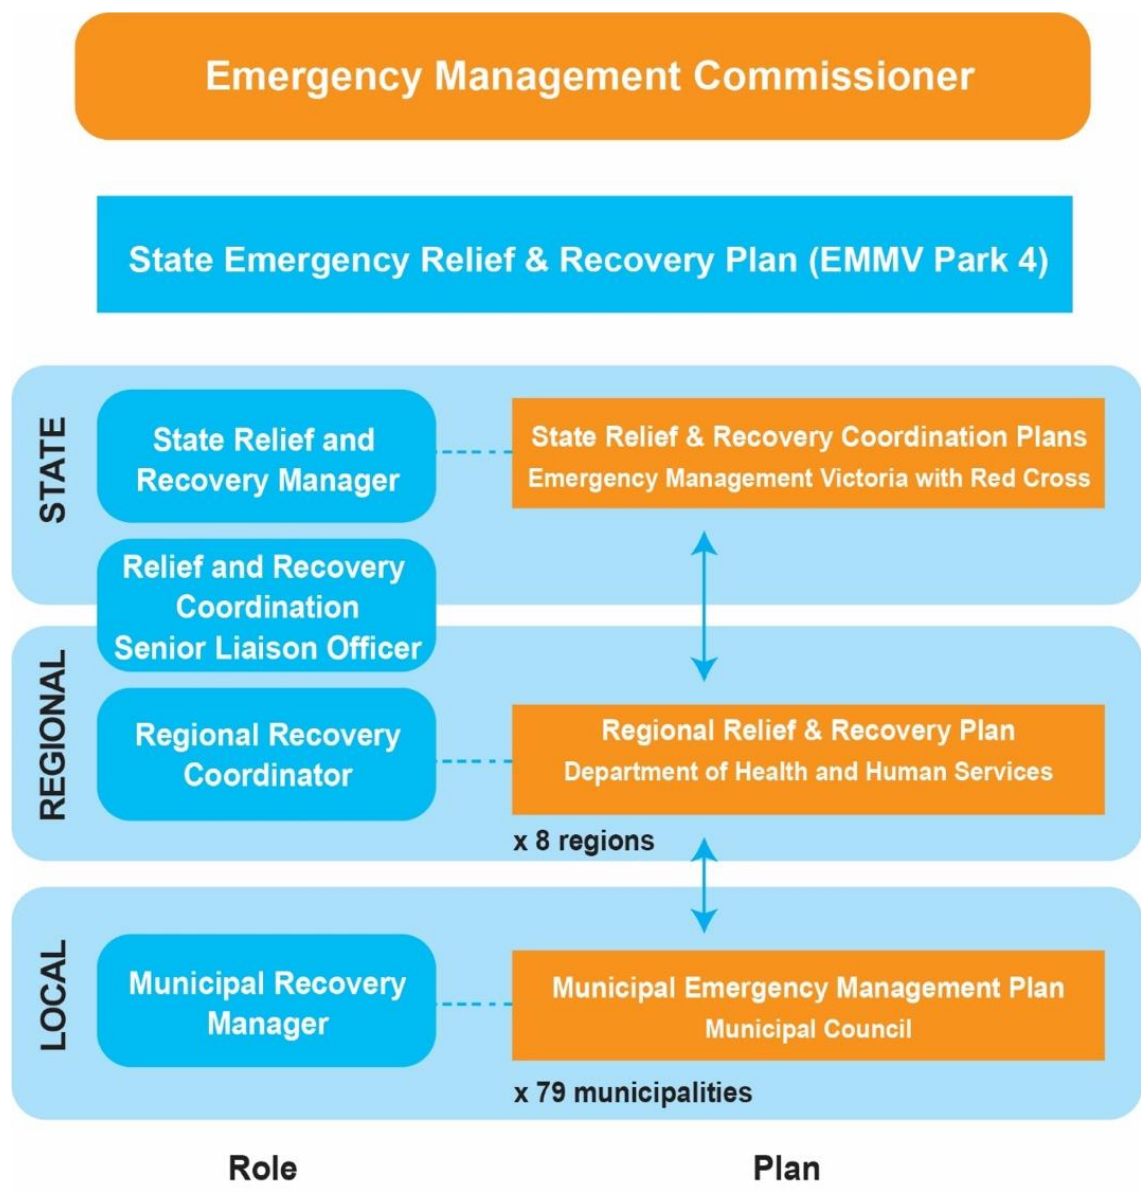 Emergency Management Commissioner
State Emergency Relief & Recovery Plan (EMMV Park 4)
STATE
State Relief and
Recovery Manager
State Relief & Recovery Coordination Plans
Emergency Management Victoria with Red Cross
Relief and Recovery
Coordination
Senior Liaison Officer
REGIONAL
Regional Recovery
Coordinator
Regional Relief & Recovery Plan
Department of Health and Human Services
x 8 regions
LOCAL
Municipal Recovery
Manager
Municipal Emergency Management Plan
Municipal Council
x 79 municipalities
Role
Plan